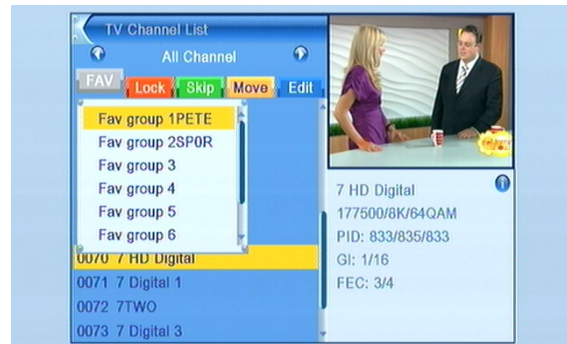 TV Channel List
All Channel
FAV Lock Skip Move Edit
Fav group 1PETE
Fav group 2SP0R
Fav group 3
Fav group 4
Fav group 5
Fav group 6
0070 7 HD Digital
0071 7 Digital 1
0072 7TWO
0073 7 Digital 3
7 HD Digital
177500/8K/64QAM
PID: 833/835/833
GI: 1/16
FEC: 3/4